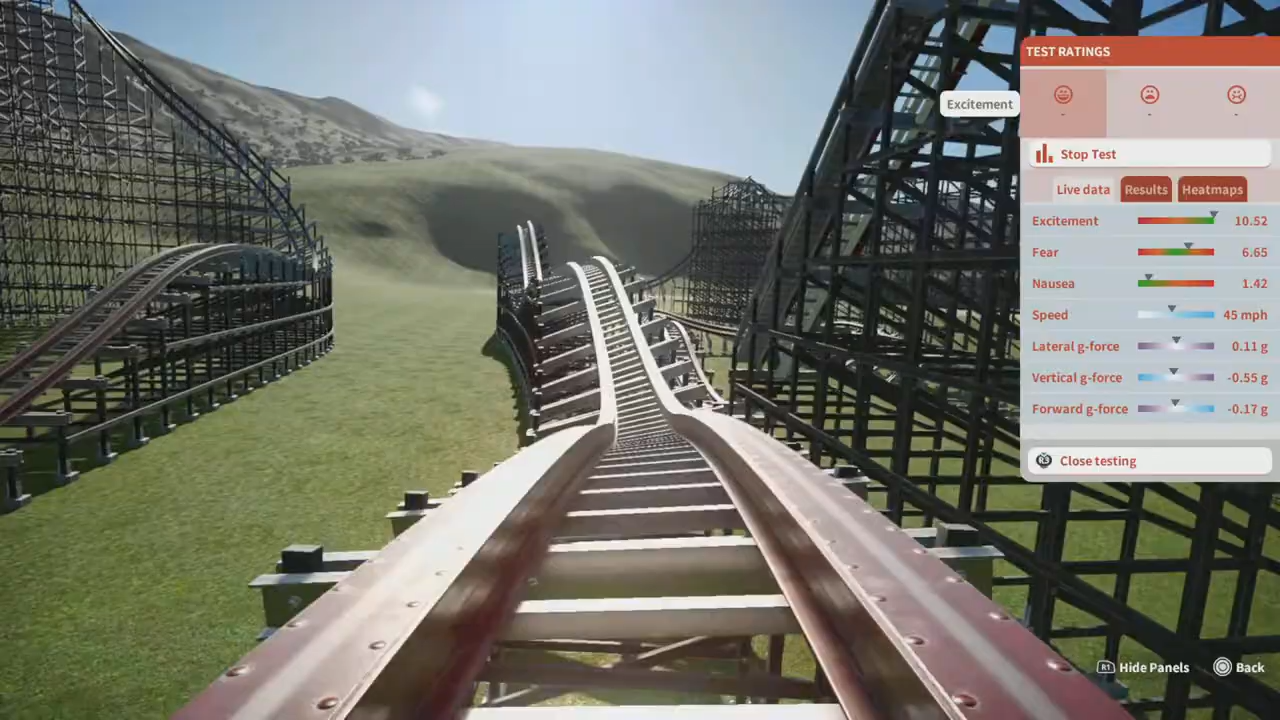 TEST RATINGS
Excitement
- - -
Stop Test
Live data Results Heatmaps
Excitement 10.52
Fear 6.65
Nausea 1.42
Speed 45 mph
Lateral g-force 0.11 g
Vertical g-force -0.55 g
Forward g-force -0.17 g
R3 Close testing
R1 Hide Panels Back